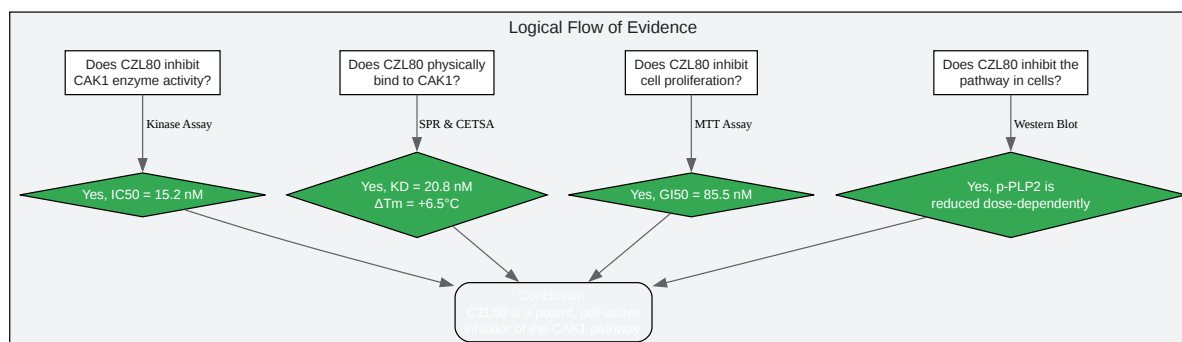 Logical Flow of Evidence
Does CZL80 inhibit
CAK1 enzyme activity?
Does CZL80 physically
bind to CAK1?
Does CZL80 inhibit
cell proliferation?
Does CZL80 inhibit the
pathway in cells?
Kinase Assay
SPR & CETSA
MTT Assay
Western Blot
Yes, IC50 = 15.2 nM
Yes, KD = 20.8 nM
ΔTm = +6.5°C
Yes, GI50 = 85.5 nM
Yes, p-PLP2 is
reduced dose-dependently
Conclusion
CZL80 is a potent, cell-active
inhibitor of the CAK1 pathway.